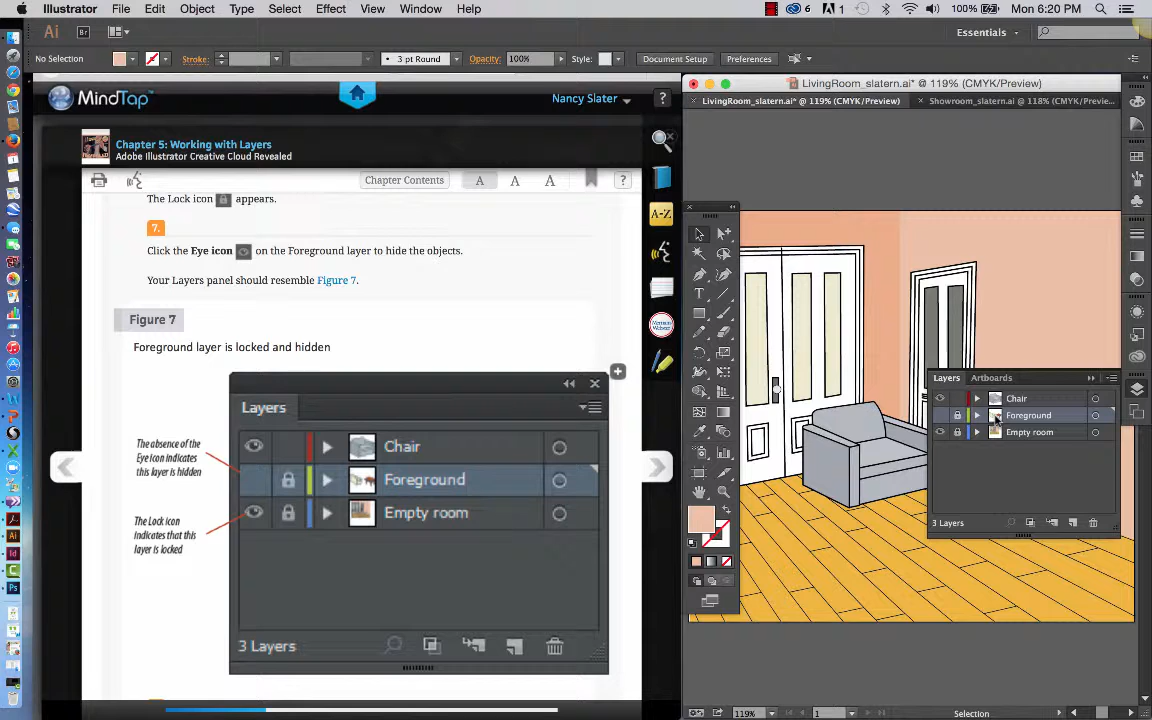 Illustrator File Edit Object Type Select Effect View Window Help
6
1
100%
Mon 6:20 PM
Ai
Br
Essentials
No Selection
Stroke:
3 pt Round
Opacity: 100%
Style:
Document Setup
Preferences
MindTap
Nancy Slater
?
Chapter 5: Working with Layers
Adobe Illustrator Creative Cloud Revealed
Chapter Contents
A
A
A
?
A-Z
The Lock icon appears.
7.
Click the Eye icon on the Foreground layer to hide the objects.
Your Layers panel should resemble Figure 7.
Figure 7
Foreground layer is locked and hidden
Layers
The absence of the
Eye icon indicates
this layer is hidden
The Lock icon
indicates that this
layer is locked
Chair
Foreground
Empty room
3 Layers
LivingRoom_slatern.ai* @ 119% (CMYK/Preview)
LivingRoom_slatern.ai* @ 119% (CMYK/Preview)
Showroom_slatern.ai @ 118% (CMYK/Previe...
T
Layers
Artboards
Chair
Foreground
Empty room
3 Layers
119%
1
Selection